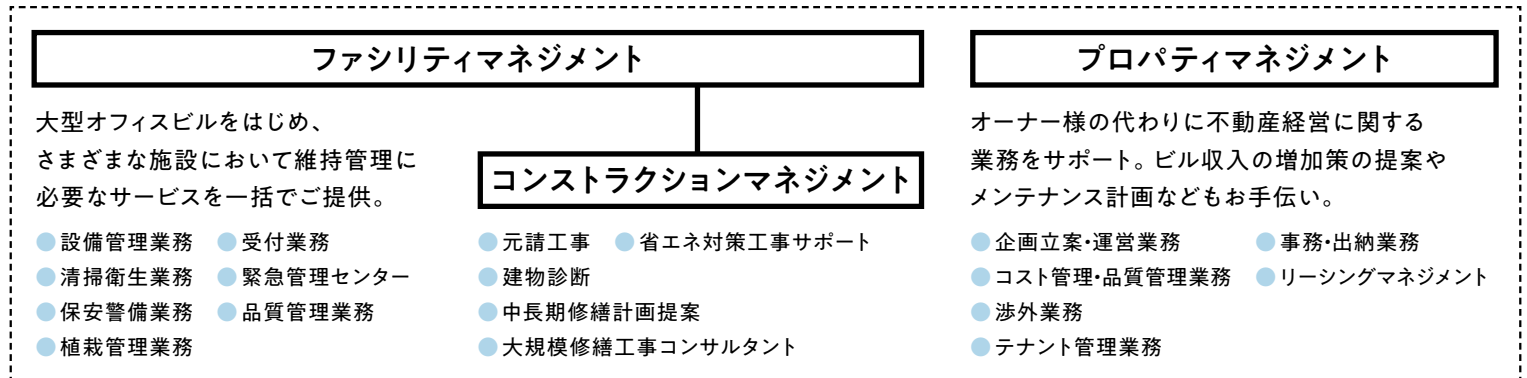 ファシリティマネジメント
大型オフィスビルをはじめ、
さまざまな施設において維持管理に
必要なサービスを一括でご提供。
●設備管理業務 ●受付業務
●清掃衛生業務 ●緊急管理センター
●保安警備業務 ●品質管理業務
●植栽管理業務
コンストラクションマネジメント
●元請工事 ●省エネ対策工事サポート
●建物診断
●中長期修繕計画提案
●大規模修繕工事コンサルタント
プロパティマネジメント
オーナー様の代わりに不動産経営に関する
業務をサポート。ビル収入の増加策の提案や
メンテナンス計画などもお手伝い。
●企画立案・運営業務 ●事務・出納業務
●コスト管理・品質管理業務 ●リーシングマネジメント
●渉外業務
●テナント管理業務